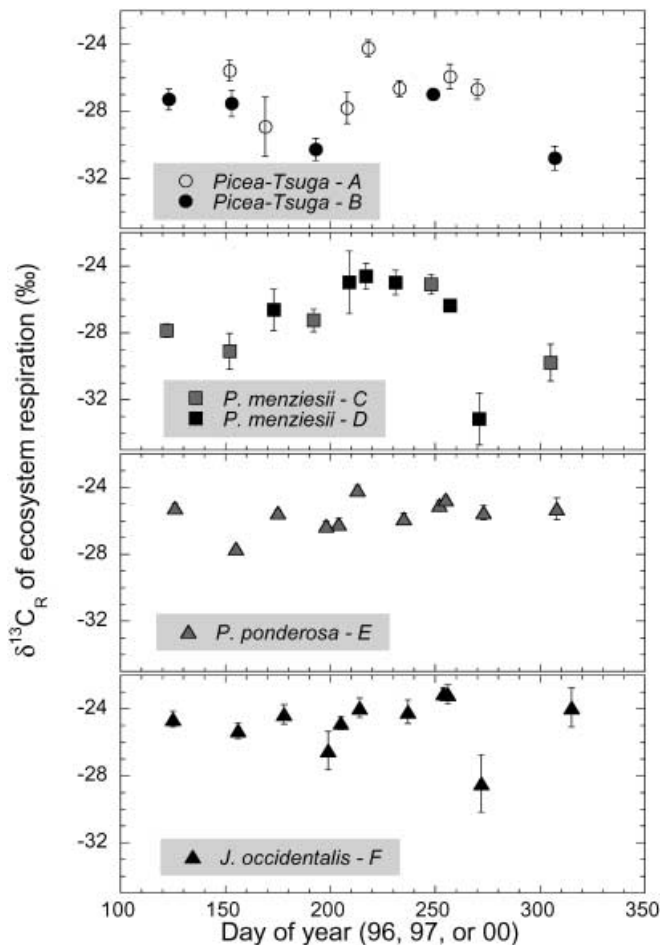 -24
-28
-32
Picea-Tsuga - A
Picea-Tsuga - B
-24
-28
-32
P. menziesii - C
P. menziesii - D
-24
-28
-32
P. ponderosa - E
-24
-28
-32
J. occidentalis - F
100 150 200 250 300 350
Day of year (96, 97, or 00)
δ13CR of ecosystem respiration (‰)